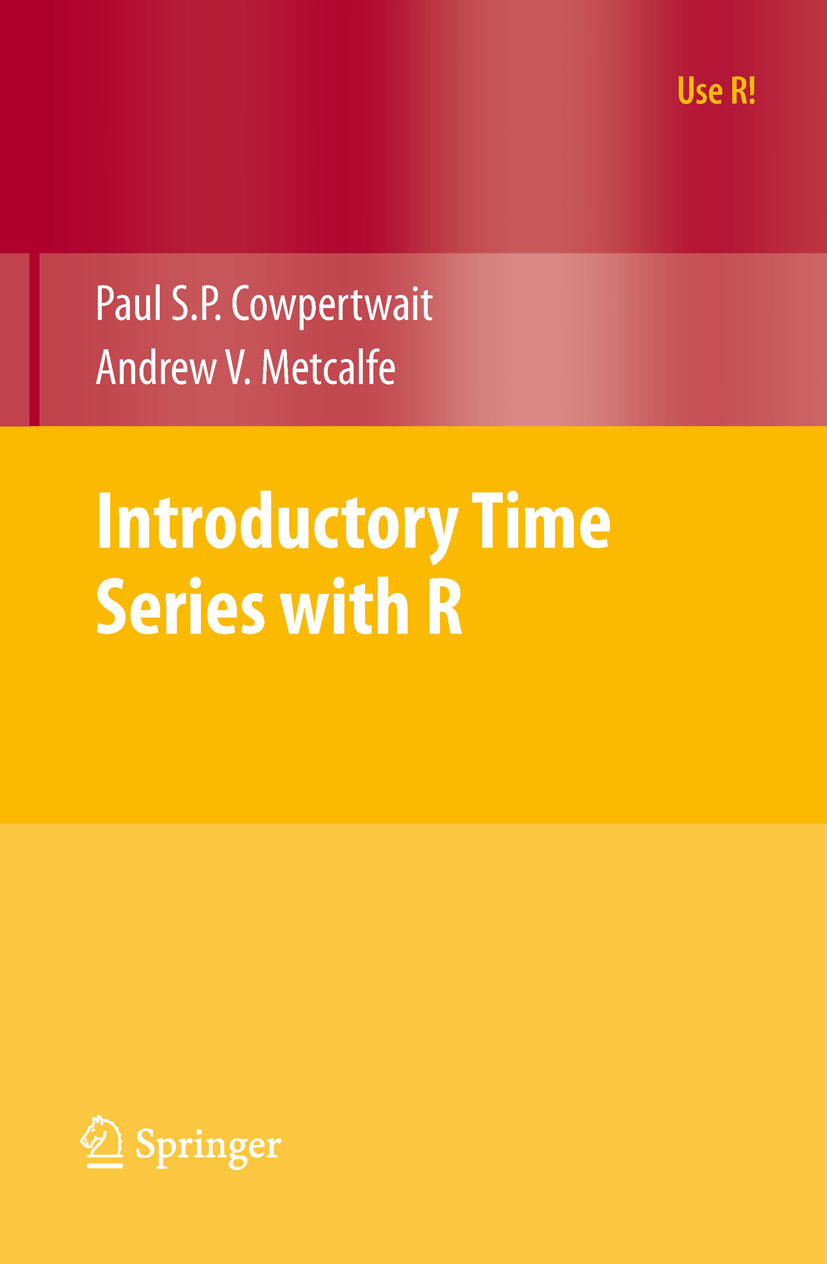 Use R!
Paul S.P. Cowpertwait
Andrew V. Metcalfe
Introductory Time
Series with R
Springer